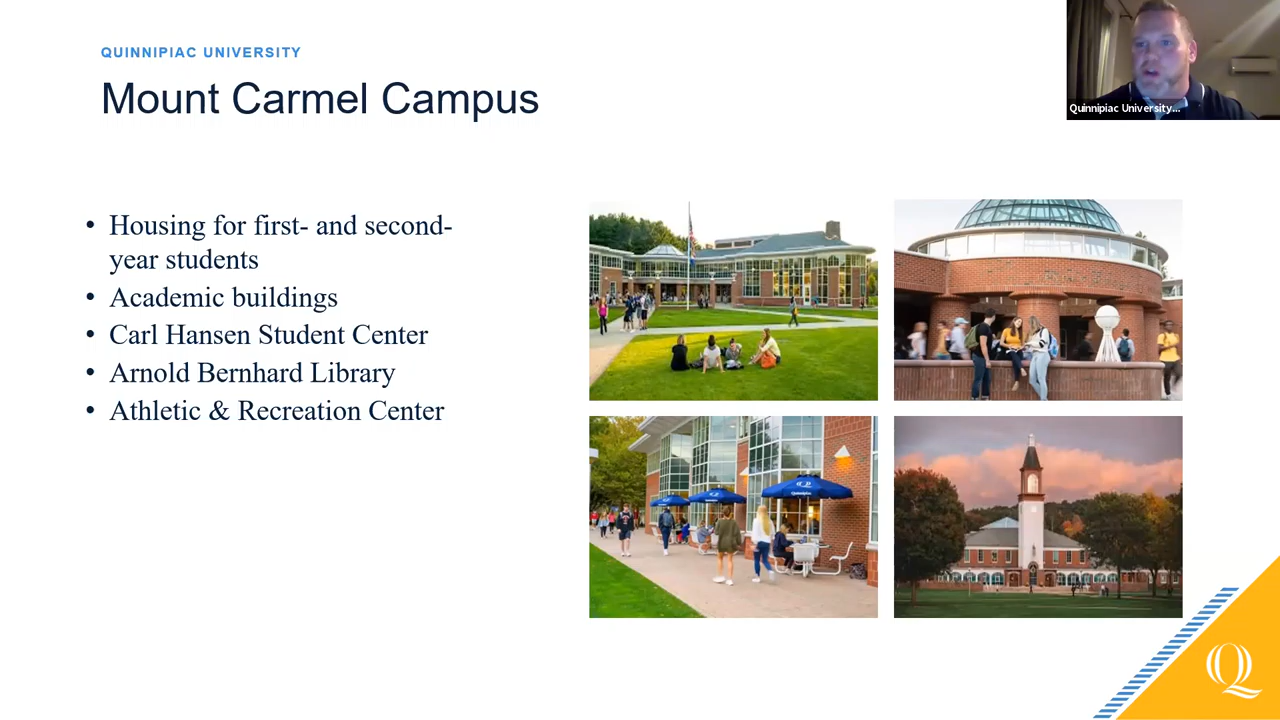 QUINNIPIAC UNIVERSITY
Mount Carmel Campus
Quinnipiac University...
• Housing for first- and second-
year students
• Academic buildings
• Carl Hansen Student Center
• Arnold Bernhard Library
• Athletic & Recreation Center
Quinnipiac
Q